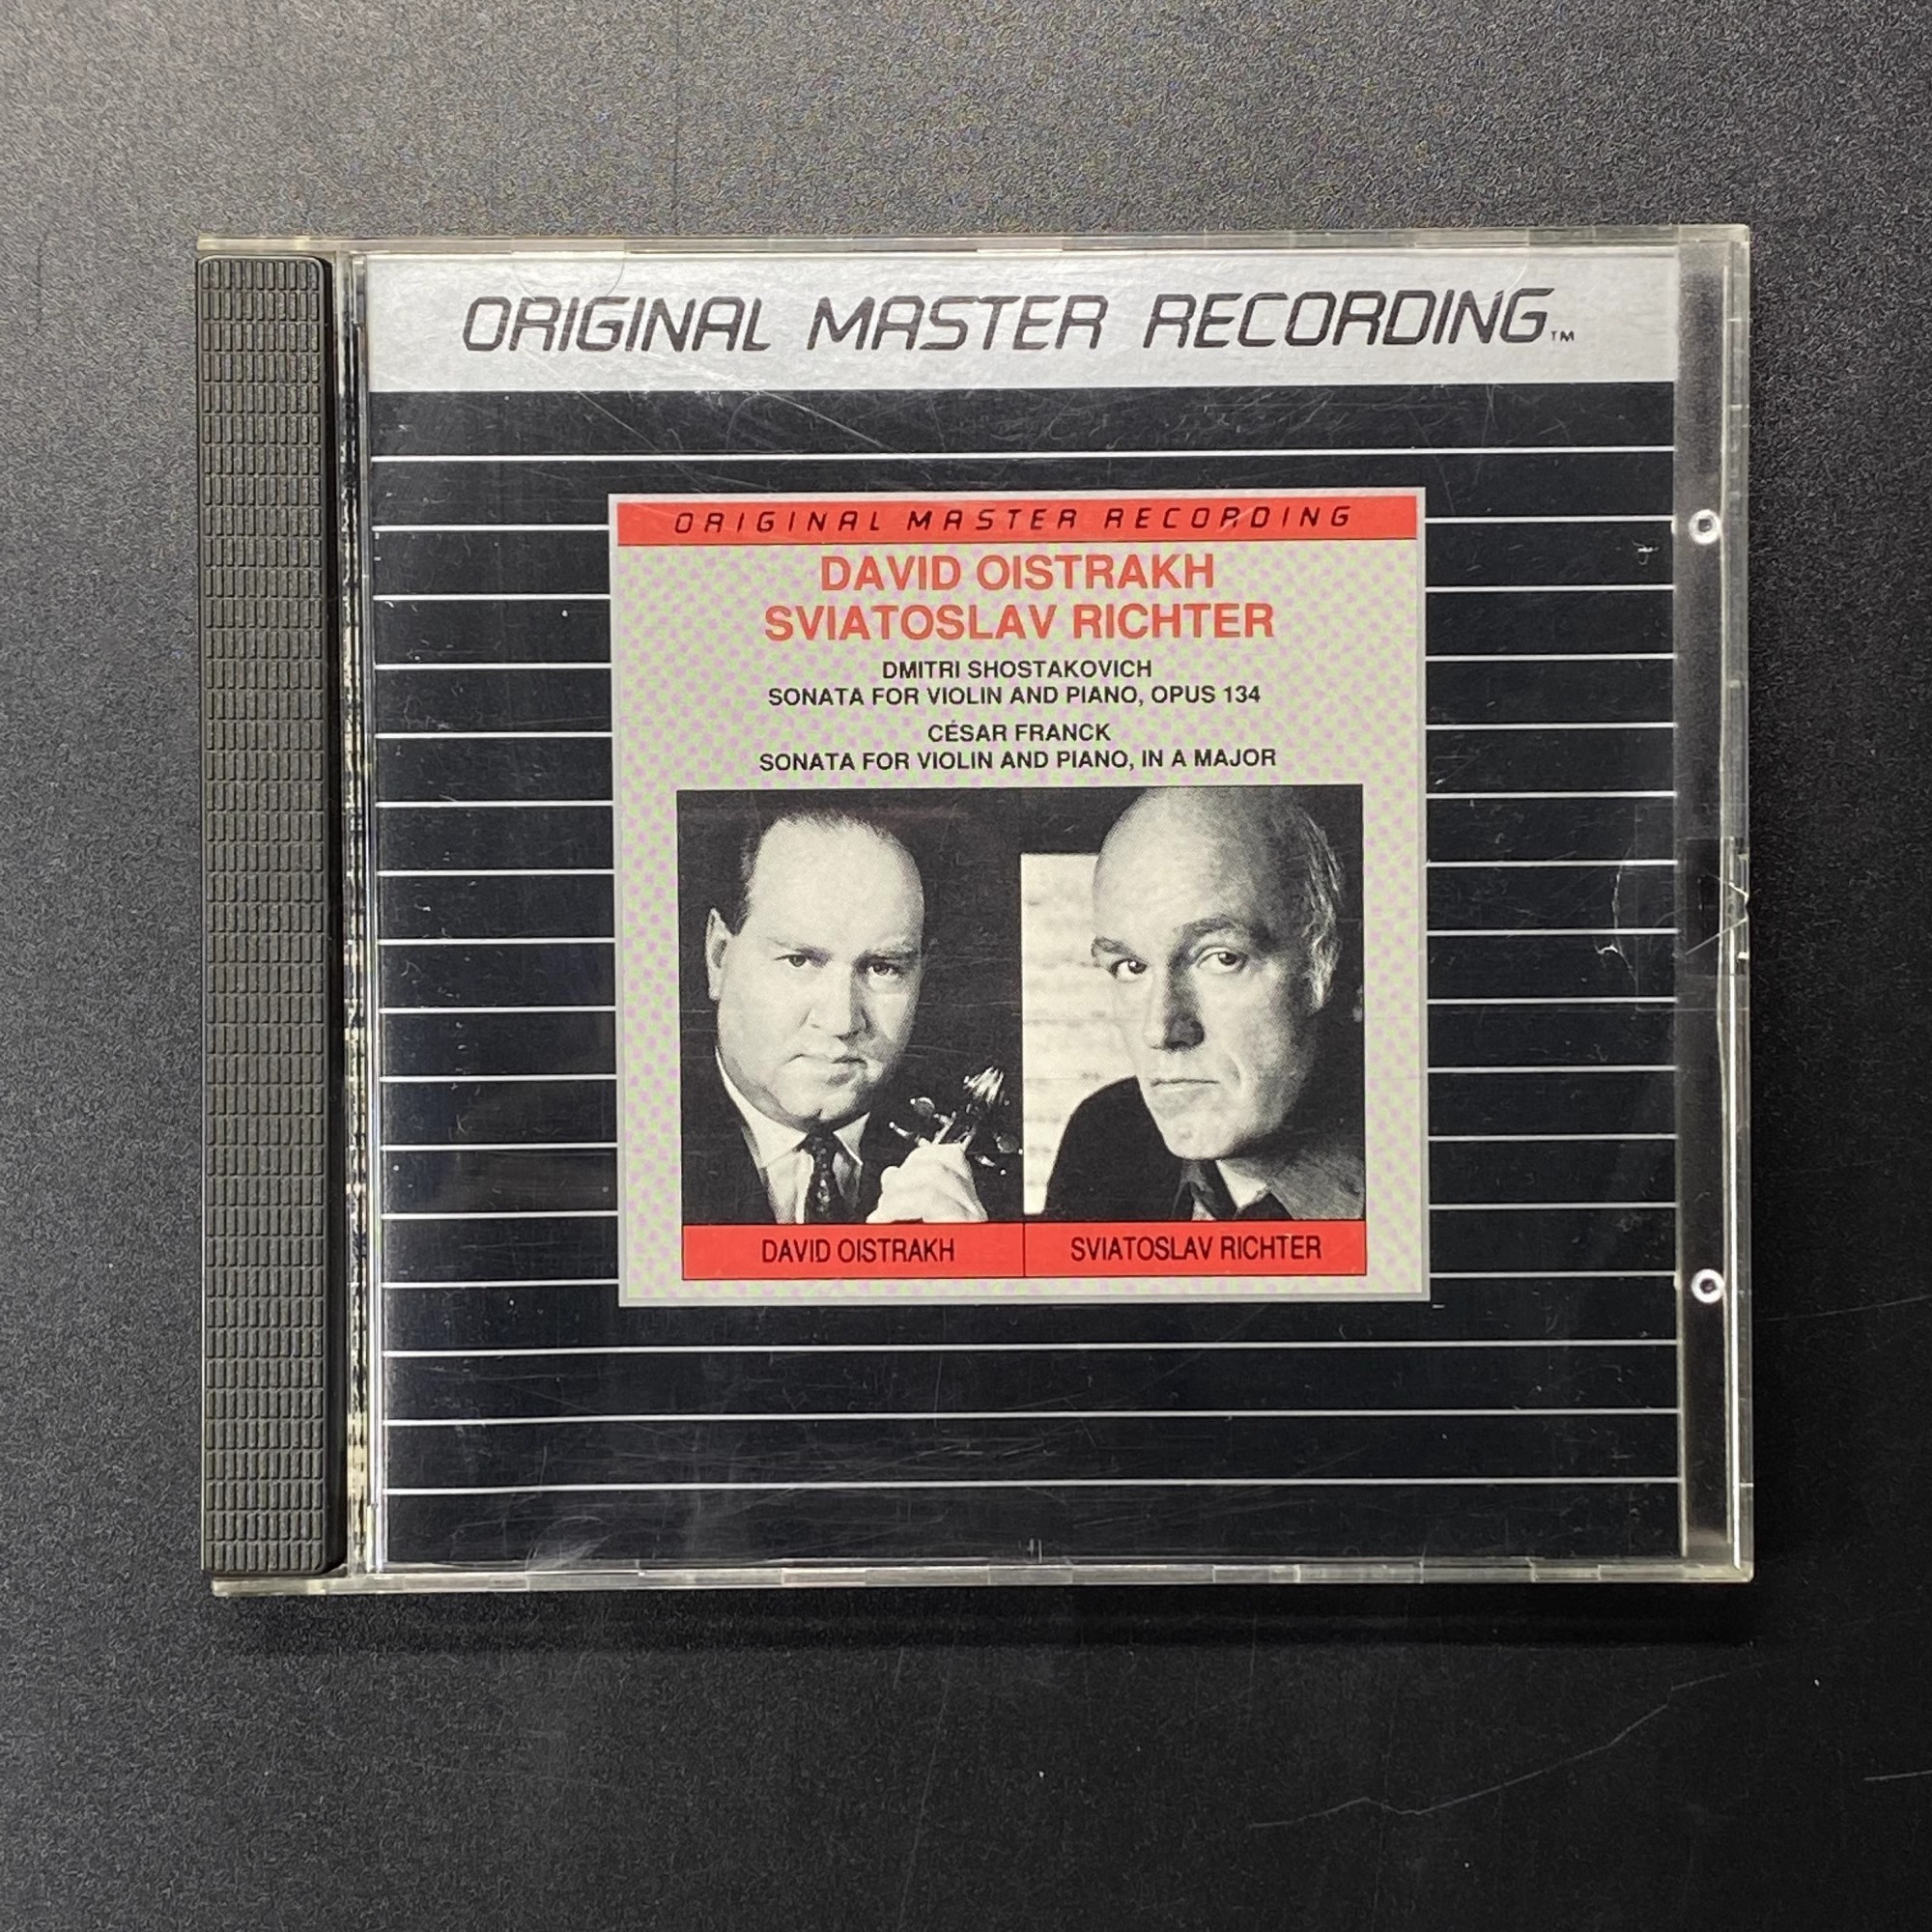 ORIGINAL MASTER RECORDING™
ORIGINAL MASTER RECORDING
DAVID OISTRAKH
SVIATOSLAV RICHTER
DMITRI SHOSTAKOVICH
SONATA FOR VIOLIN AND PIANO, OPUS 134
CÉSAR FRANCK
SONATA FOR VIOLIN AND PIANO, IN A MAJOR
DAVID OISTRAKH
SVIATOSLAV RICHTER